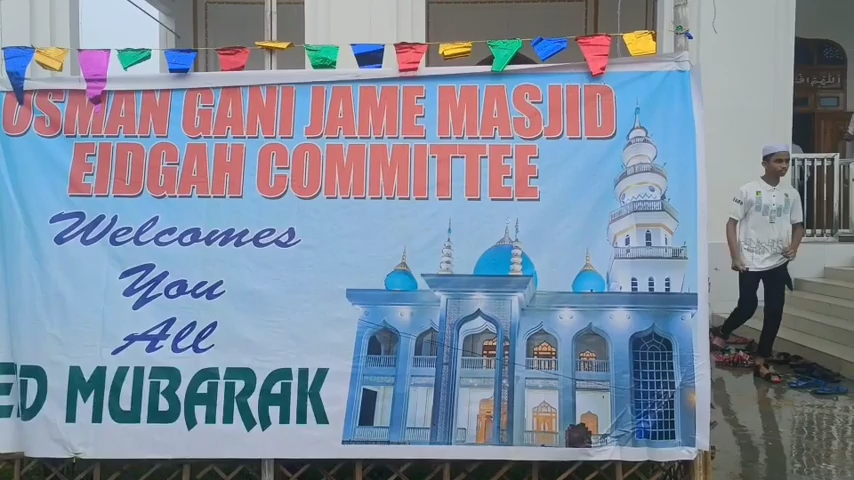 OSMAN GANI JAME MASJID
EIDGAH COMMITTEE
Welcomes
You
All
ED MUBARAK